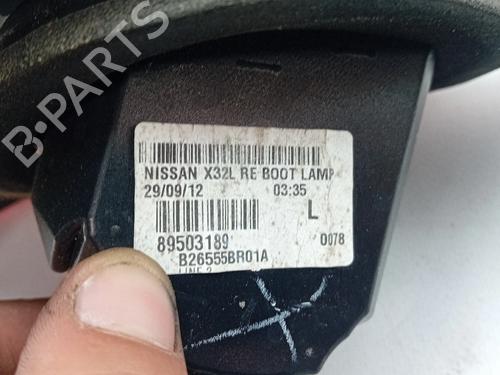 B-PARTS
NISSAN X32L RE BOOT LAMP
29/09/12 03:35
L
89503189 0078
B26555BR01A
LINE 2